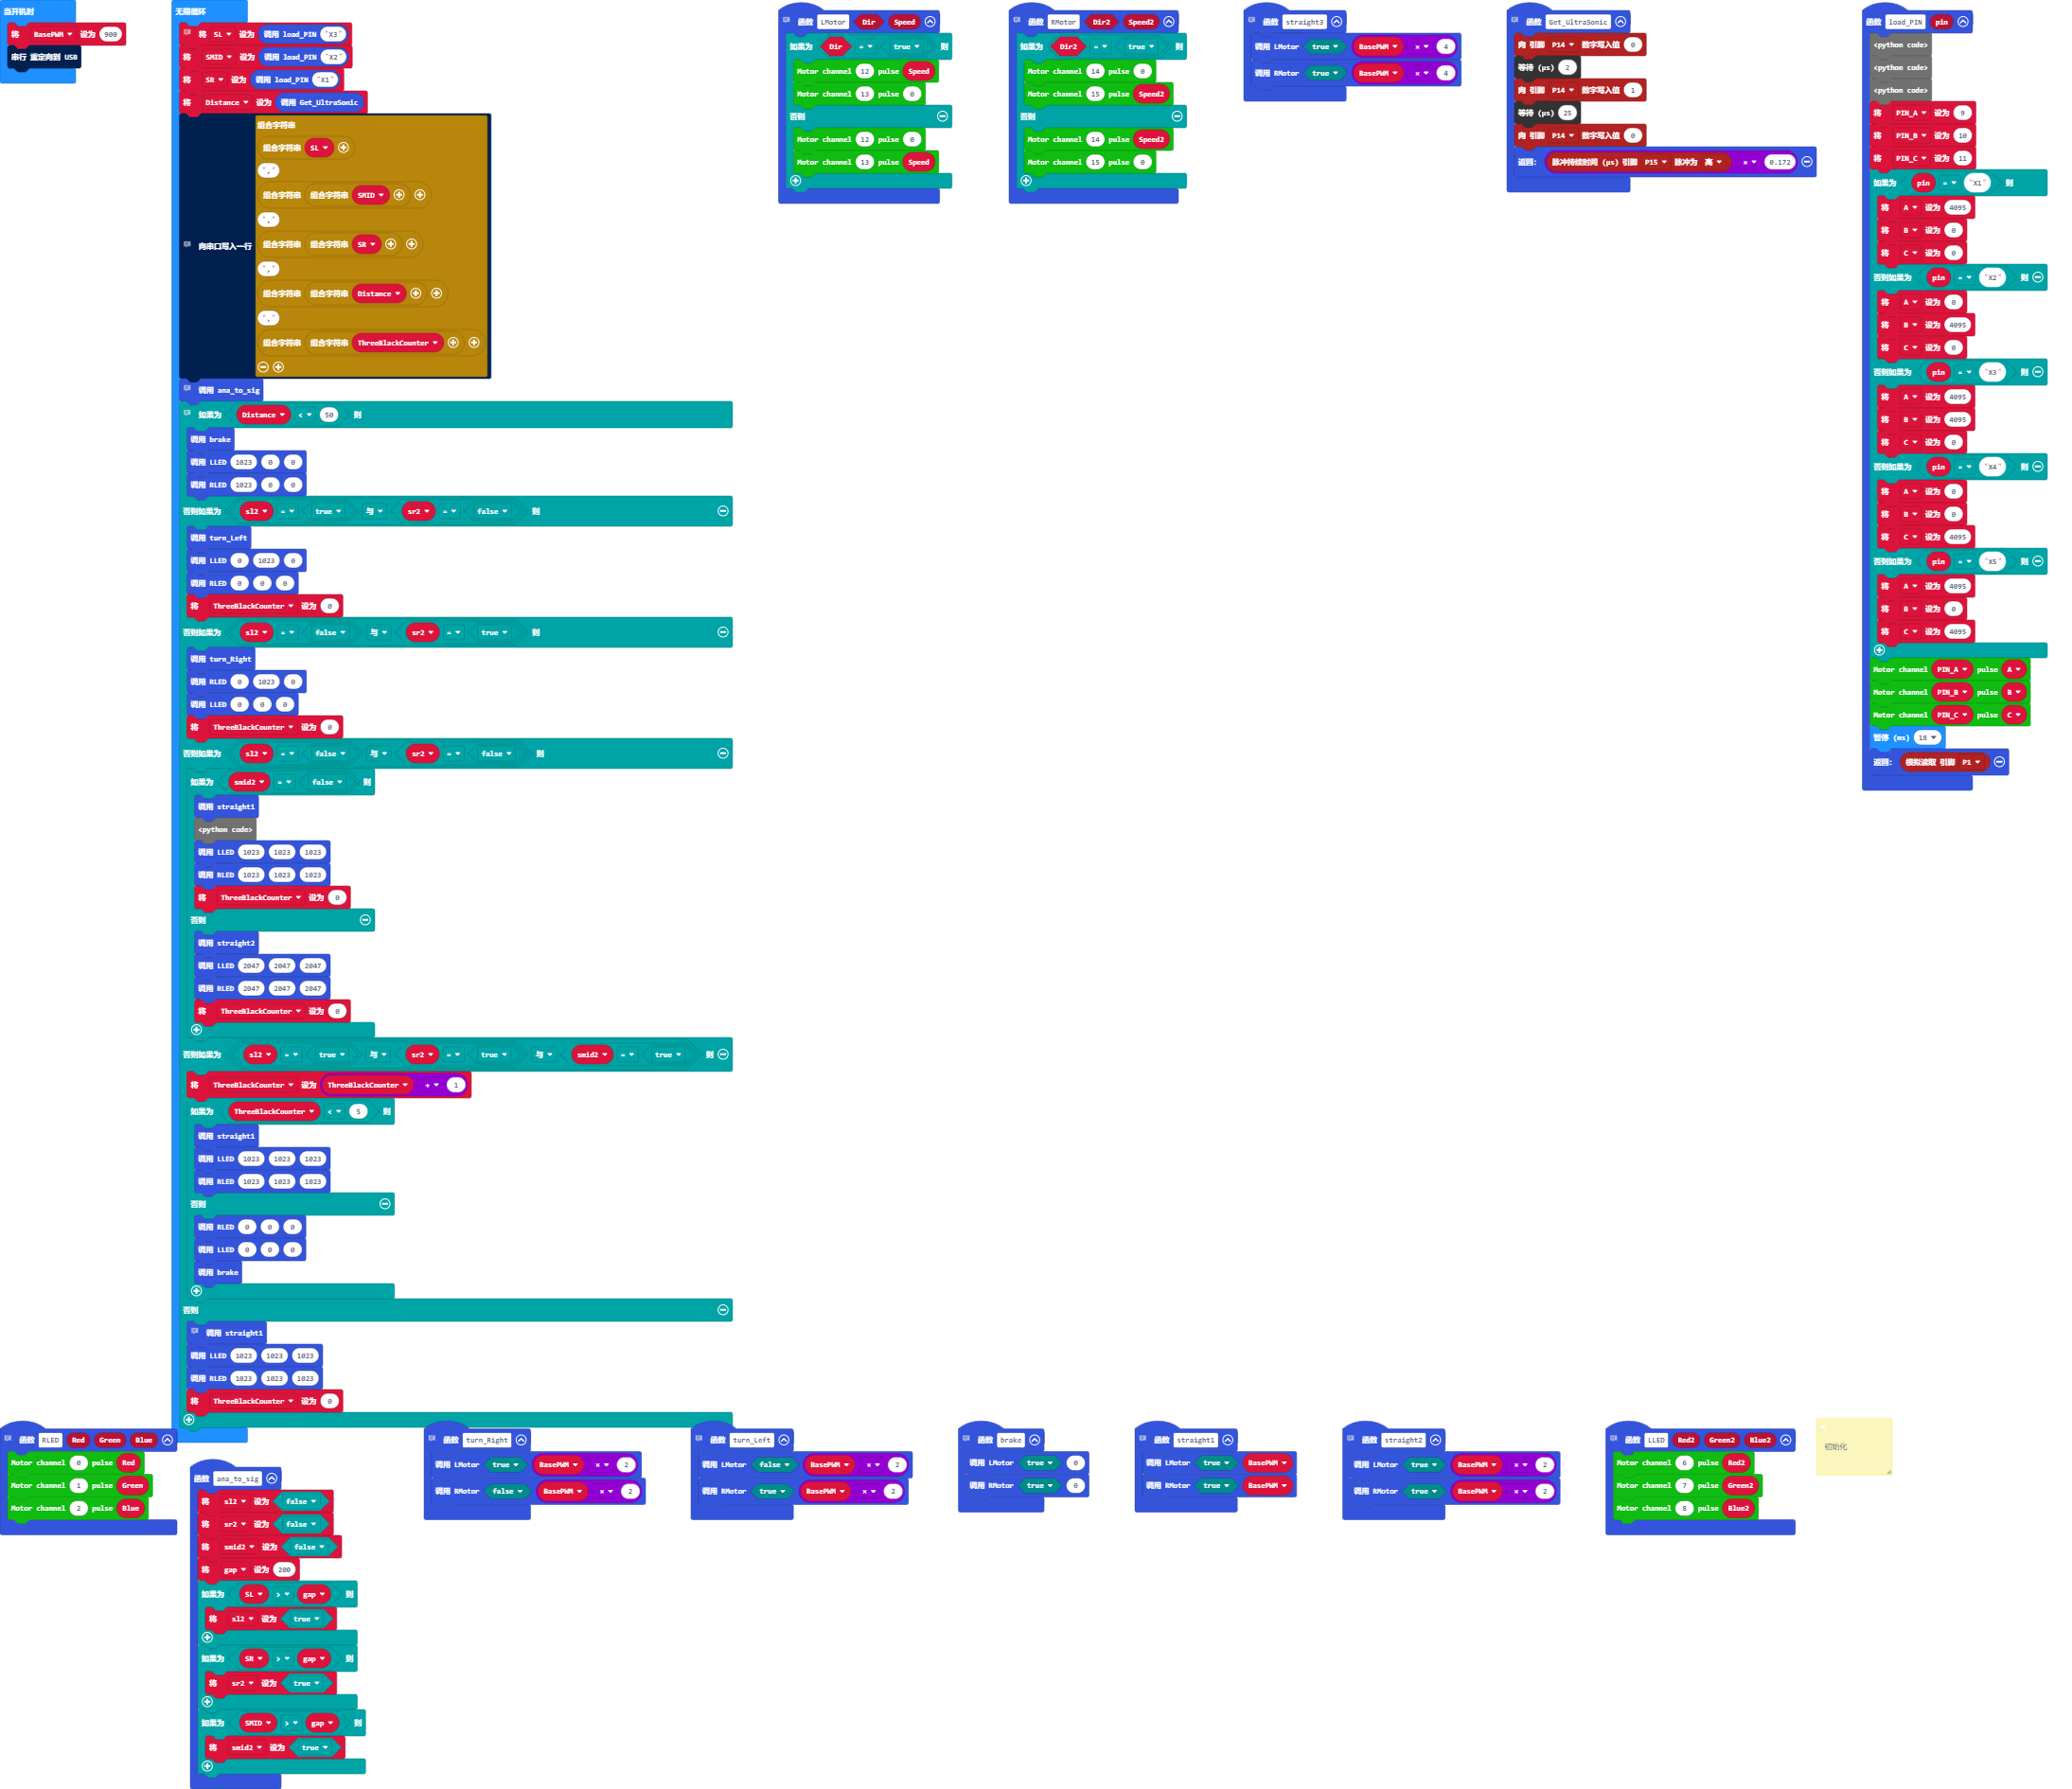 当开机时
将 BasePWM 设为 900
串行 重定向到 USB
无限循环
将 SL 设为 调用 load_PIN "X3"
将 SMID 设为 调用 load_PIN "X2"
将 SR 设为 调用 load_PIN "X1"
将 Distance 设为 调用 Get_UltraSonic
向串口写入一行
组合字符串
组合字符串 SL
","
组合字符串 组合字符串 SMID
","
组合字符串 组合字符串 SR
","
组合字符串 组合字符串 Distance
","
组合字符串 组合字符串 ThreeBlackCounter
调用 ana_to_sig
如果为 Distance < 50 则
调用 brake
调用 LLED 1023 0 0
调用 RLED 1023 0 0
否则如果为 sl2 = true 与 sr2 = false 则
调用 turn_Left
调用 LLED 0 1023 0
调用 RLED 0 0 0
将 ThreeBlackCounter 设为 0
否则如果为 sl2 = false 与 sr2 = true 则
调用 turn_Right
调用 RLED 0 1023 0
调用 LLED 0 0 0
将 ThreeBlackCounter 设为 0
否则如果为 sl2 = false 与 sr2 = false 则
如果为 smid2 = false 则
调用 straight1
<python code>
调用 LLED 1023 1023 1023
调用 RLED 1023 1023 1023
将 ThreeBlackCounter 设为 0
否则
调用 straight2
调用 LLED 2047 2047 2047
调用 RLED 2047 2047 2047
将 ThreeBlackCounter 设为 0
否则如果为 sl2 = true 与 sr2 = true 与 smid2 = true 则
将 ThreeBlackCounter 设为 ThreeBlackCounter + 1
如果为 ThreeBlackCounter < 5 则
调用 straight1
调用 LLED 1023 1023 1023
调用 RLED 1023 1023 1023
否则
调用 RLED 0 0 0
调用 LLED 0 0 0
调用 brake
否则
调用 straight1
调用 LLED 1023 1023 1023
调用 RLED 1023 1023 1023
将 ThreeBlackCounter 设为 0
函数 LMotor Dir Speed
如果为 Dir = true 则
Motor channel 12 pulse Speed
Motor channel 13 pulse 0
否则
Motor channel 12 pulse 0
Motor channel 13 pulse Speed
函数 RMotor Dir2 Speed2
如果为 Dir2 = true 则
Motor channel 14 pulse 0
Motor channel 15 pulse Speed2
否则
Motor channel 14 pulse Speed2
Motor channel 15 pulse 0
函数 straight3
调用 LMotor true BasePWM × 4
调用 RMotor true BasePWM × 4
函数 Get_UltraSonic
向 引脚 P14 数字写入值 0
等待 (µs) 2
向 引脚 P14 数字写入值 1
等待 (µs) 25
向 引脚 P14 数字写入值 0
返回: 脉冲持续时间 (µs) 引脚 P15 脉冲为 高 × 0.172
函数 load_PIN pin
<python code>
<python code>
<python code>
将 PIN_A 设为 9
将 PIN_B 设为 10
将 PIN_C 设为 11
如果为 pin = "X1" 则
将 A 设为 4095
将 B 设为 0
将 C 设为 0
否则如果为 pin = "X2" 则
将 A 设为 0
将 B 设为 4095
将 C 设为 0
否则如果为 pin = "X3" 则
将 A 设为 4095
将 B 设为 4095
将 C 设为 0
否则如果为 pin = "X4" 则
将 A 设为 0
将 B 设为 0
将 C 设为 4095
否则如果为 pin = "X5" 则
将 A 设为 4095
将 B 设为 0
将 C 设为 4095
Motor channel PIN_A pulse A
Motor channel PIN_B pulse B
Motor channel PIN_C pulse C
暂停 (ms) 18
返回: 模拟读取 引脚 P1
函数 RLED Red Green Blue
Motor channel 0 pulse Red
Motor channel 1 pulse Green
Motor channel 2 pulse Blue
函数 ana_to_sig
将 sl2 设为 false
将 sr2 设为 false
将 smid2 设为 false
将 gap 设为 200
如果为 SL > gap 则
将 sl2 设为 true
如果为 SR > gap 则
将 sr2 设为 true
如果为 SMID > gap 则
将 smid2 设为 true
函数 turn_Right
调用 LMotor true BasePWM × 2
调用 RMotor false BasePWM × 2
函数 turn_Left
调用 LMotor false BasePWM × 2
调用 RMotor true BasePWM × 2
函数 brake
调用 LMotor true 0
调用 RMotor true 0
函数 straight1
调用 LMotor true BasePWM
调用 RMotor true BasePWM
函数 straight2
调用 LMotor true BasePWM × 2
调用 RMotor true BasePWM × 2
函数 LLED Red2 Green2 Blue2
Motor channel 6 pulse Red2
Motor channel 7 pulse Green2
Motor channel 8 pulse Blue2
初始化